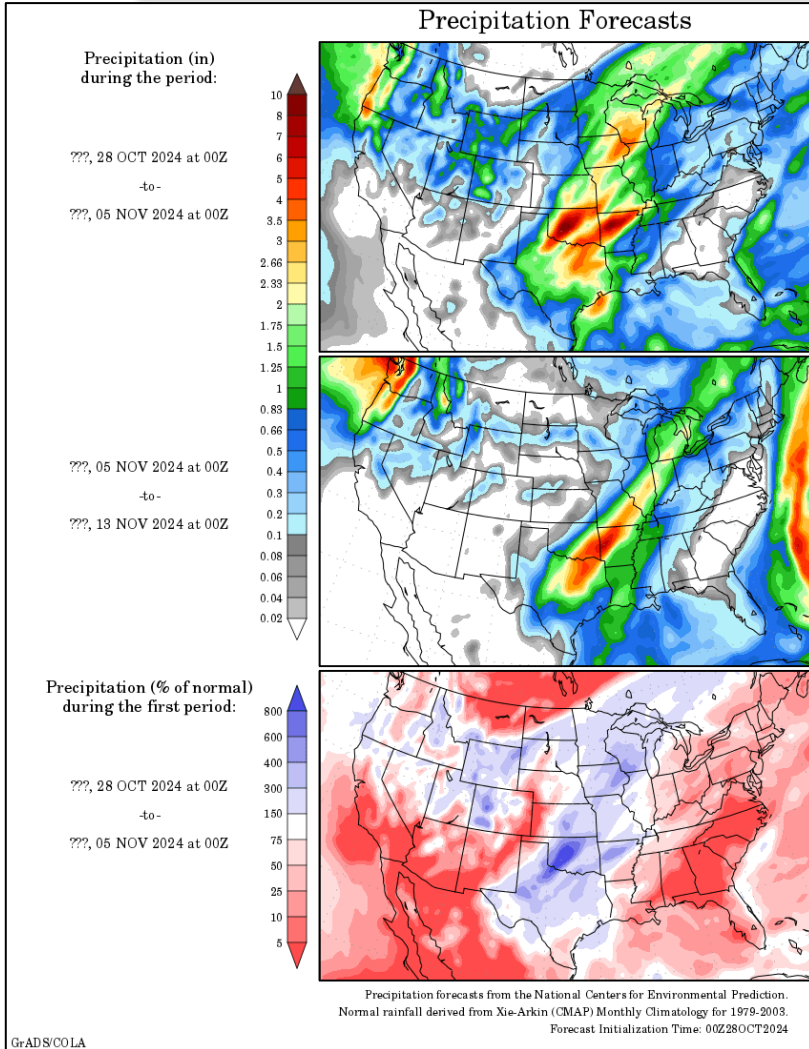 Precipitation Forecasts
Precipitation (in)
during the period:
???, 28 OCT 2024 at 00Z
-to-
???, 05 NOV 2024 at 00Z
10
8
7
6
5
4
3.5
3
2.66
2.33
2
1.75
1.5
1.25
1
0.83
0.66
0.5
0.4
0.3
0.2
0.1
0.08
0.06
0.04
0.02
???, 05 NOV 2024 at 00Z
-to-
???, 13 NOV 2024 at 00Z
Precipitation (% of normal)
during the first period:
???, 28 OCT 2024 at 00Z
-to-
???, 05 NOV 2024 at 00Z
800
600
400
300
150
75
50
25
10
5
Precipitation forecasts from the National Centers for Environmental Prediction.
Normal rainfall derived from Xie-Arkin (CMAP) Monthly Climatology for 1979-2003.
Forecast Initialization Time: 00Z28OCT2024
GrADS/COLA